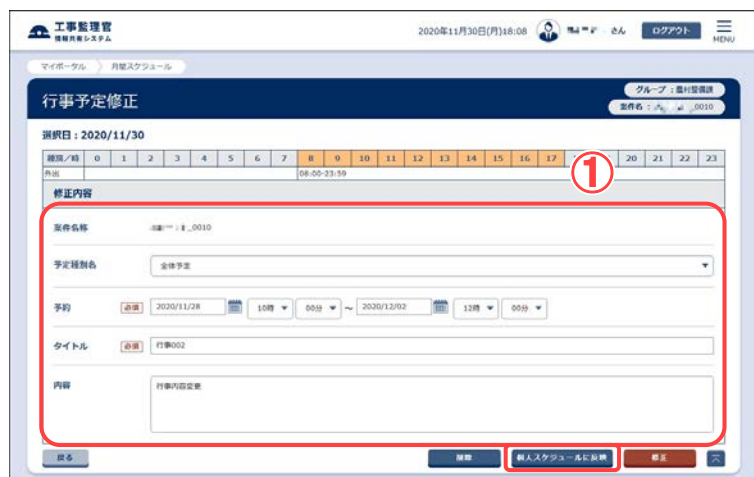 工事監理官
情報共有システム
2020年11月30日(月)18:08
さん
ログアウト
MENU
マイポータル
月間スケジュール
行事予定修正
グループ：農村整備課
案件名： _0010
選択日：2020/11/30
種別／時 0 1 2 3 4 5 6 7 8 9 10 11 12 13 14 15 16 17 20 21 22 23
外出 08:00-23:59
①
修正内容
案件名称 _0010
予定種別名 全体予定
予約 必須 2020/11/28 10時 00分 ～ 2020/12/02 12時 00分
タイトル 必須 行事002
内容 行事内容変更
戻る 削除 個人スケジュールに反映 修正